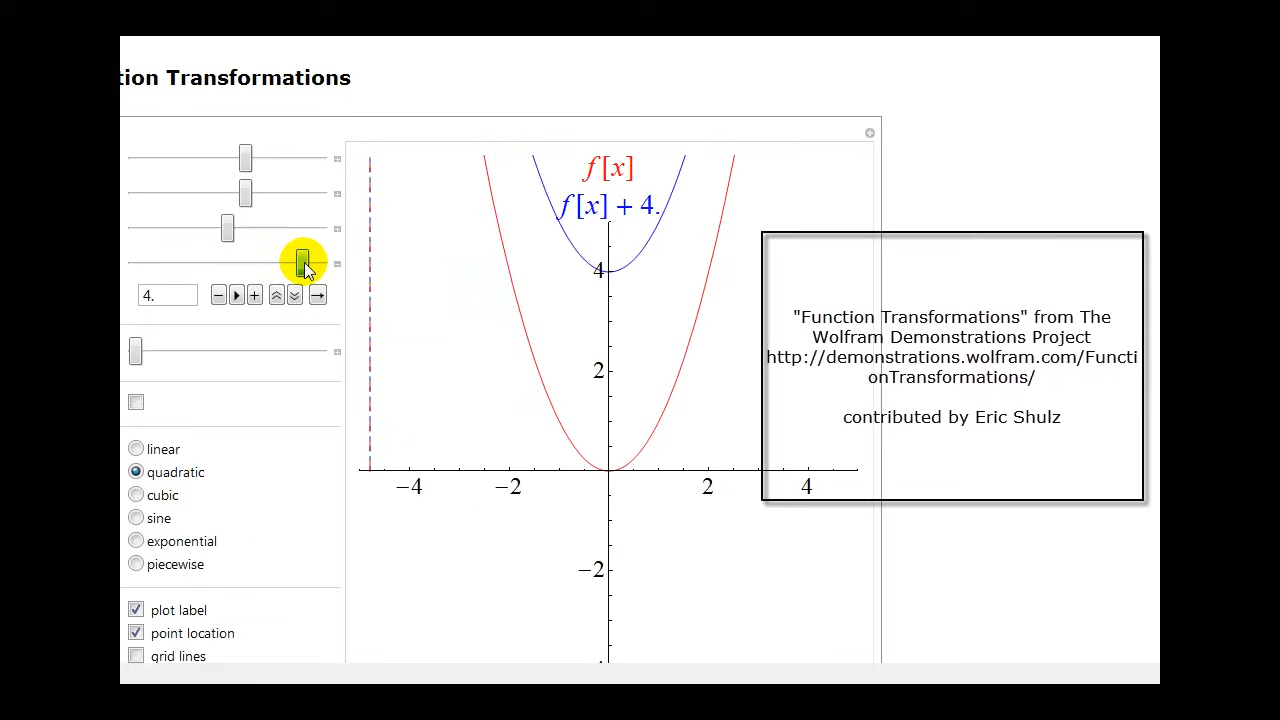 tion Transformations
f[x]
f[x] + 4.
4.
linear
quadratic
cubic
sine
exponential
piecewise
plot label
point location
grid lines
4
2
−4
−2
2
4
−2
"Function Transformations" from The
Wolfram Demonstrations Project
http://demonstrations.wolfram.com/Functi
onTransformations/
contributed by Eric Shulz